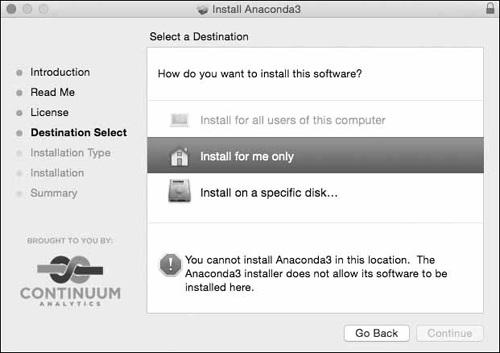 Install Anaconda3
Select a Destination
Introduction
Read Me
License
Destination Select
Installation Type
Installation
Summary
How do you want to install this software?
Install for all users of this computer
Install for me only
Install on a specific disk...
You cannot install Anaconda3 in this location. The
Anaconda3 installer does not allow its software to be
installed here.
BROUGHT TO YOU BY:
CONTINUUM
ANALYTICS
Go Back
Continue